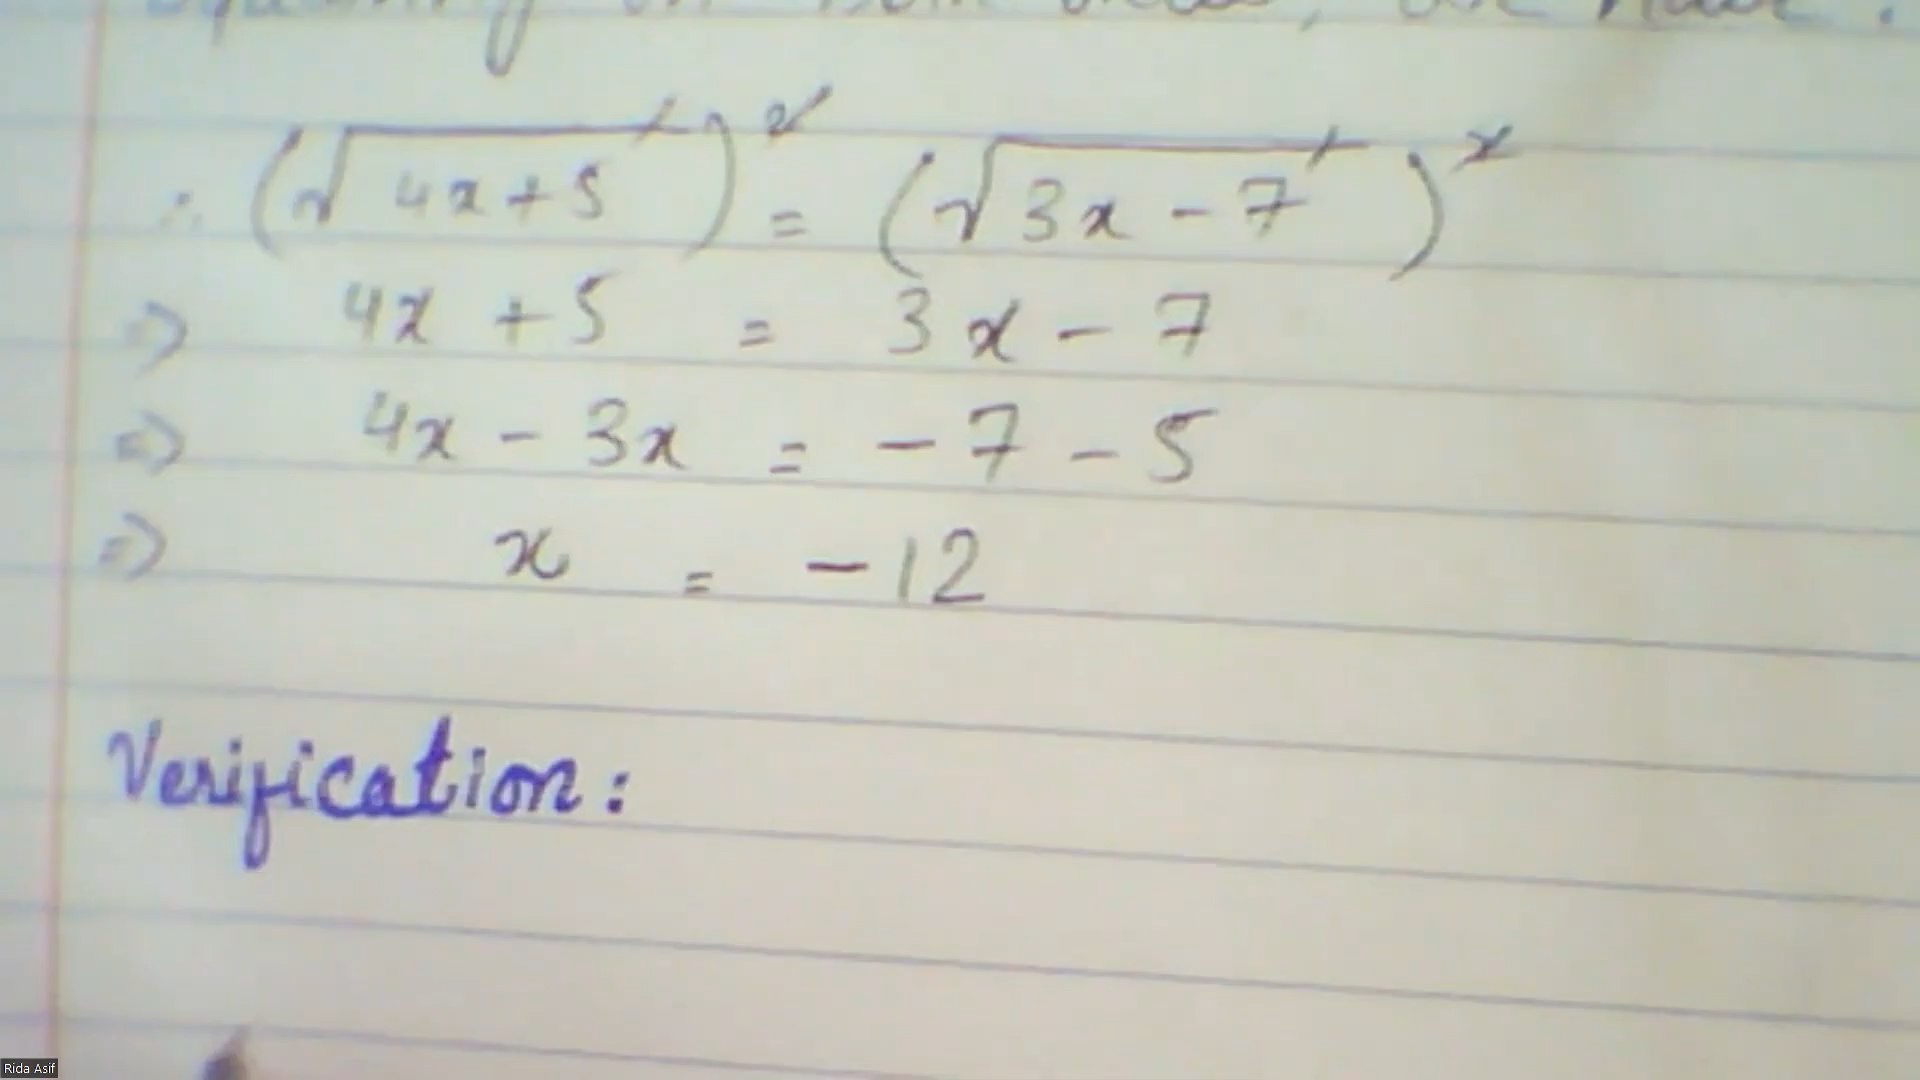 ∴ (√4x+5)² = (√3x-7)²
⇒ 4x + 5 = 3x - 7
⇒ 4x - 3x = -7 - 5
⇒ x = -12
Verification:
Rida Asif